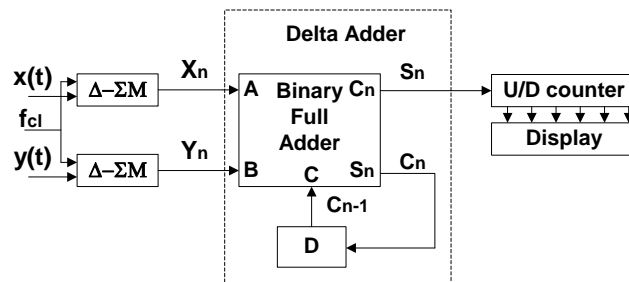 Delta Adder
x(t)
Δ–ΣM
Xn
A
Binary
Full
Adder
Cn
Sn
U/D counter
fcl
Display
y(t)
Δ–ΣM
Yn
B
C
Sn
Cn
Cn-1
D